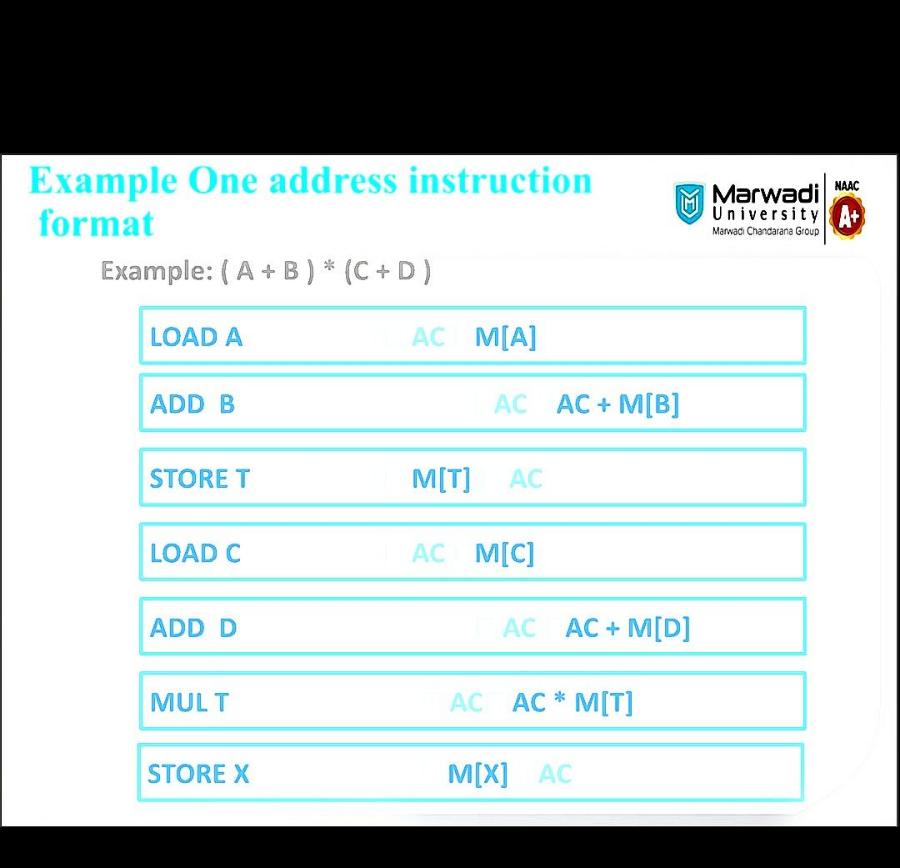 Example One address instruction
format
Marwadi
University
Marwadi Chandarana Group
NAAC
A+
Example: ( A + B ) * (C + D )
LOAD A AC M[A]
ADD B AC AC + M[B]
STORE T M[T] AC
LOAD C AC M[C]
ADD D AC AC + M[D]
MUL T AC AC * M[T]
STORE X M[X] AC